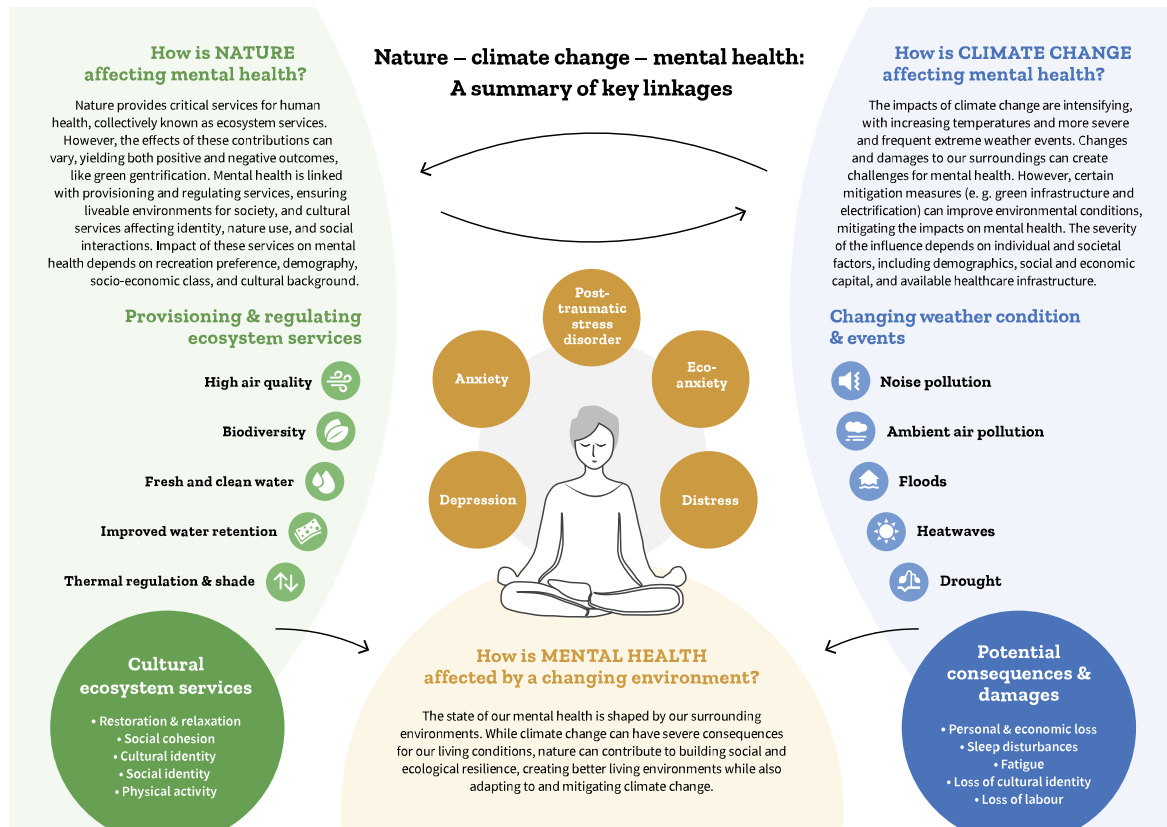 Nature – climate change – mental health:
A summary of key linkages
How is NATURE
affecting mental health?
Nature provides critical services for human
health, collectively known as ecosystem services.
However, the effects of these contributions can
vary, yielding both positive and negative outcomes,
like green gentrification. Mental health is linked
with provisioning and regulating services, ensuring
liveable environments for society, and cultural
services affecting identity, nature use, and social
interactions. Impact of these services on mental
health depends on recreation preference, demography,
socio-economic class, and cultural background.
Provisioning & regulating
ecosystem services
High air quality
Biodiversity
Fresh and clean water
Improved water retention
Thermal regulation & shade
Cultural
ecosystem services
• Restoration & relaxation
• Social cohesion
• Cultural identity
• Social identity
• Physical activity
Post-
traumatic
stress
disorder
Anxiety
Eco-
anxiety
Depression
Distress
How is MENTAL HEALTH
affected by a changing environment?
The state of our mental health is shaped by our surrounding
environments. While climate change can have severe consequences
for our living conditions, nature can contribute to building social and
ecological resilience, creating better living environments while also
adapting to and mitigating climate change.
How is CLIMATE CHANGE
affecting mental health?
The impacts of climate change are intensifying,
with increasing temperatures and more severe
and frequent extreme weather events. Changes
and damages to our surroundings can create
challenges for mental health. However, certain
mitigation measures (e. g. green infrastructure and
electrification) can improve environmental conditions,
mitigating the impacts on mental health. The severity
of the influence depends on individual and societal
factors, including demographics, social and economic
capital, and available healthcare infrastructure.
Changing weather condition
& events
Noise pollution
Ambient air pollution
Floods
Heatwaves
Drought
Potential
consequences &
damages
• Personal & economic loss
• Sleep disturbances
• Fatigue
• Loss of cultural identity
• Loss of labour